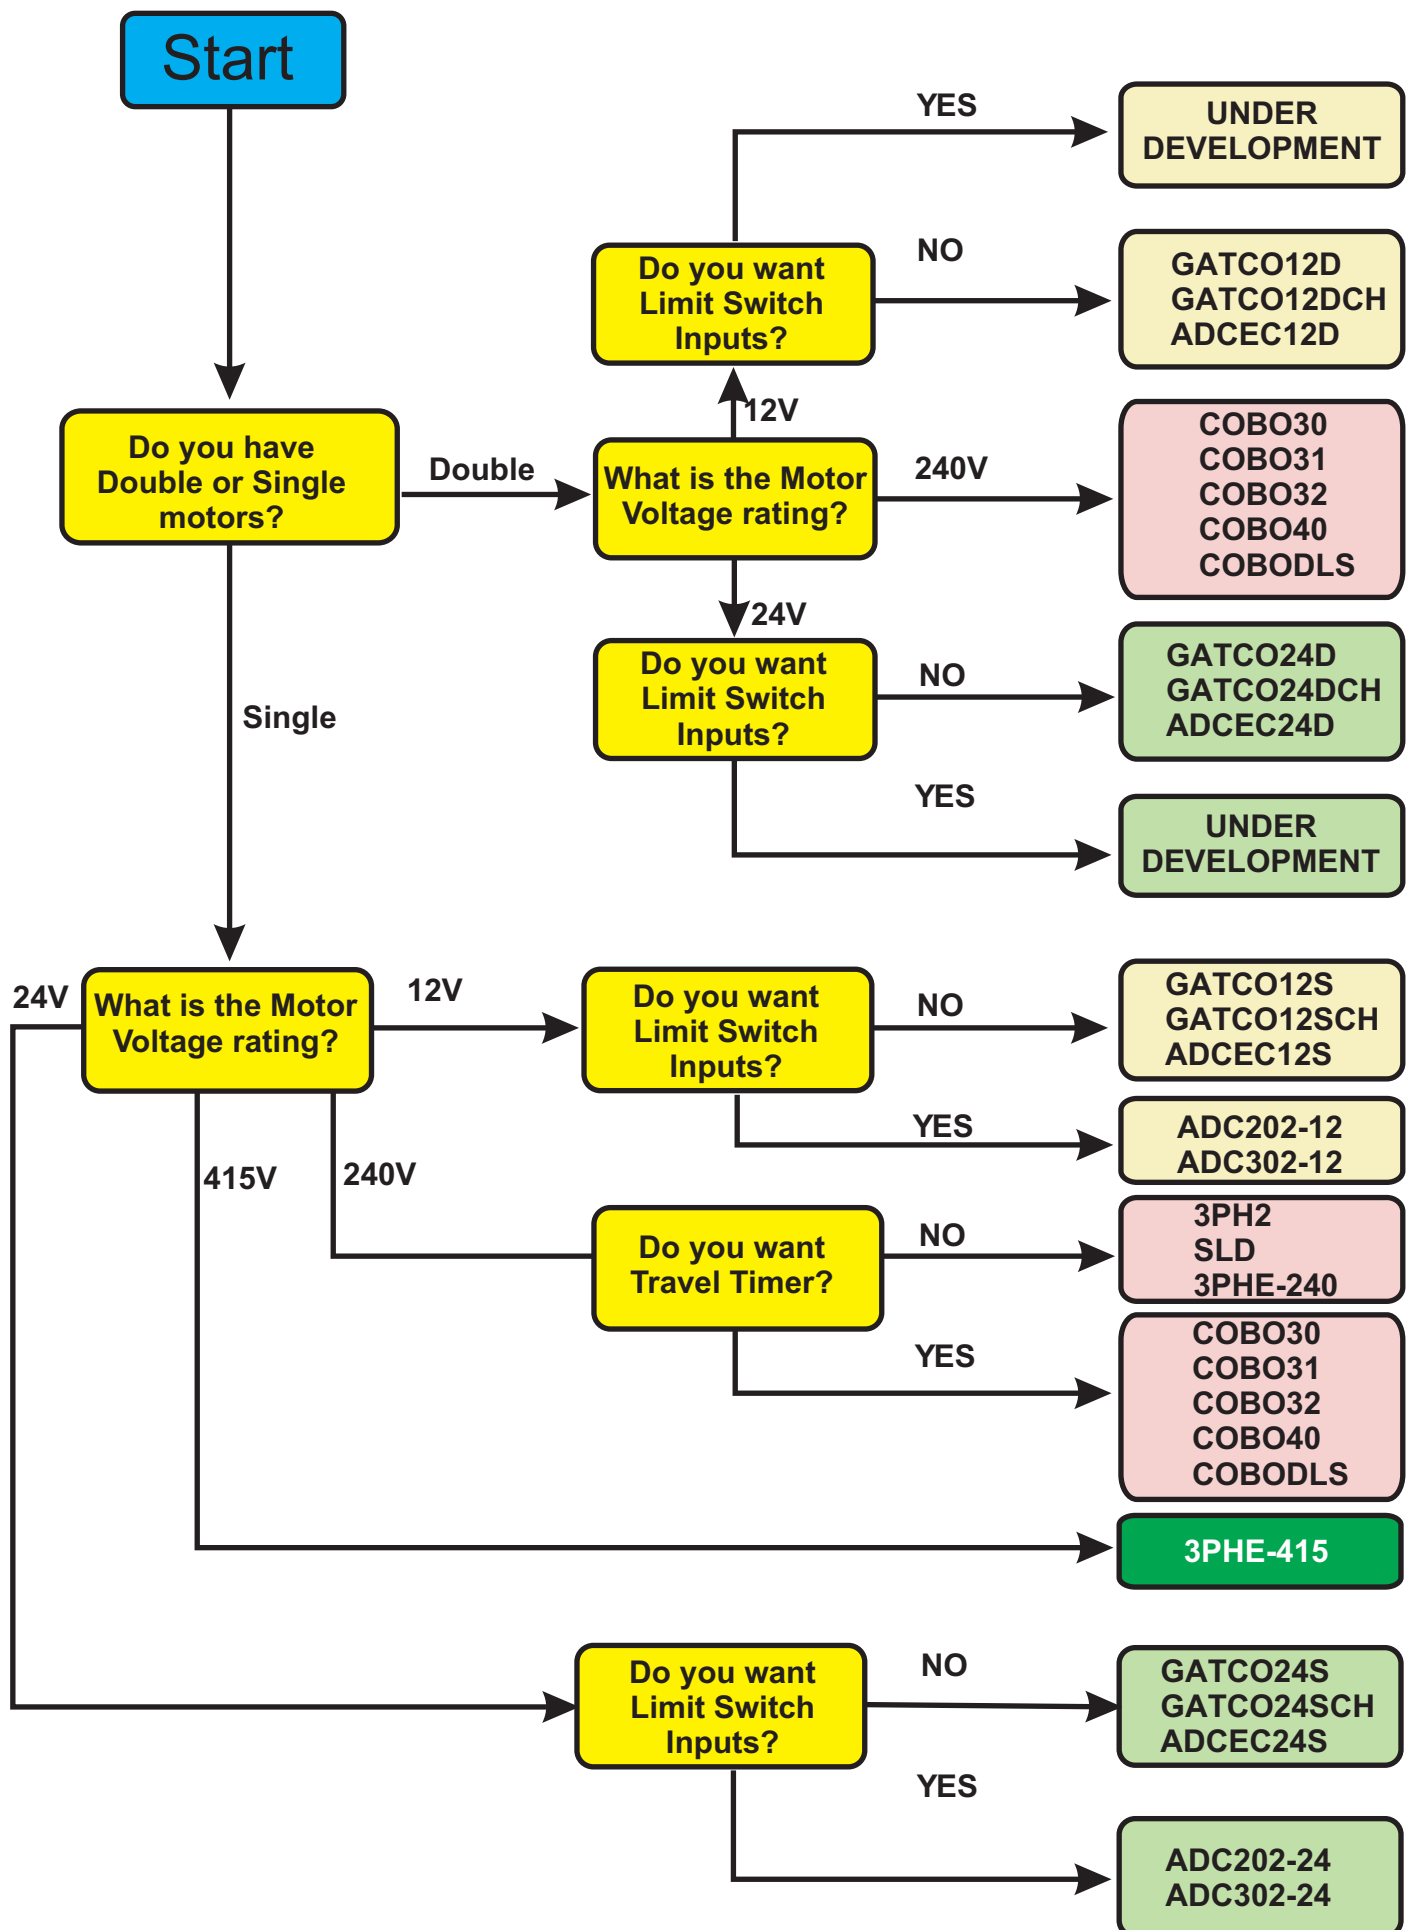 Start
YES
UNDER
DEVELOPMENT
Do you want
Limit Switch
Inputs?
NO
GATCO12D
GATCO12DCH
ADCEC12D
12V
Do you have
Double or Single
motors?
Double
What is the Motor
Voltage rating?
240V
COBO30
COBO31
COBO32
COBO40
COBODLS
24V
Do you want
Limit Switch
Inputs?
NO
GATCO24D
GATCO24DCH
ADCEC24D
Single
YES
UNDER
DEVELOPMENT
24V
What is the Motor
Voltage rating?
12V
Do you want
Limit Switch
Inputs?
NO
GATCO12S
GATCO12SCH
ADCEC12S
YES
ADC202-12
ADC302-12
415V
240V
Do you want
Travel Timer?
NO
3PH2
SLD
3PHE-240
YES
COBO30
COBO31
COBO32
COBO40
COBODLS
3PHE-415
Do you want
Limit Switch
Inputs?
NO
GATCO24S
GATCO24SCH
ADCEC24S
YES
ADC202-24
ADC302-24